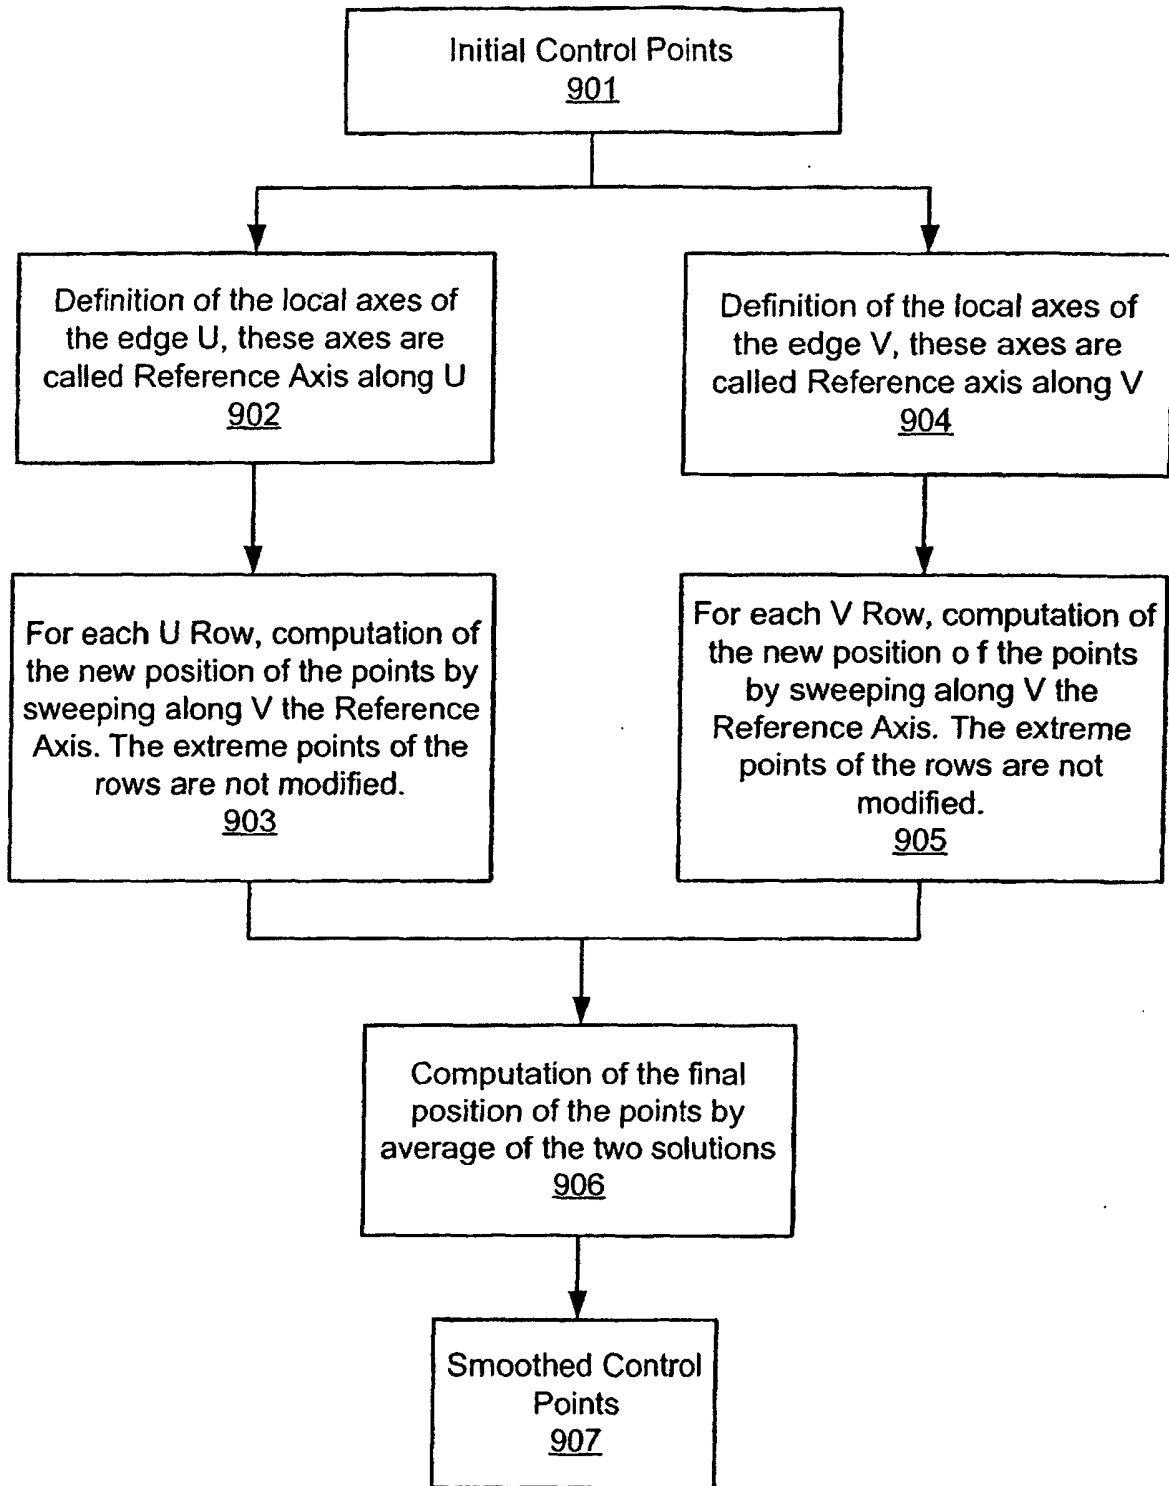 Initial Control Points
901
Definition of the local axes of
the edge U, these axes are
called Reference Axis along U
902
Definition of the local axes of
the edge V, these axes are
called Reference axis along V
904
For each U Row, computation of
the new position of the points by
sweeping along V the Reference
Axis. The extreme points of the
rows are not modified.
903
For each V Row, computation of
the new position o f the points
by sweeping along V the
Reference Axis. The extreme
points of the rows are not
modified.
905
Computation of the final
position of the points by
average of the two solutions
906
Smoothed Control
Points
907